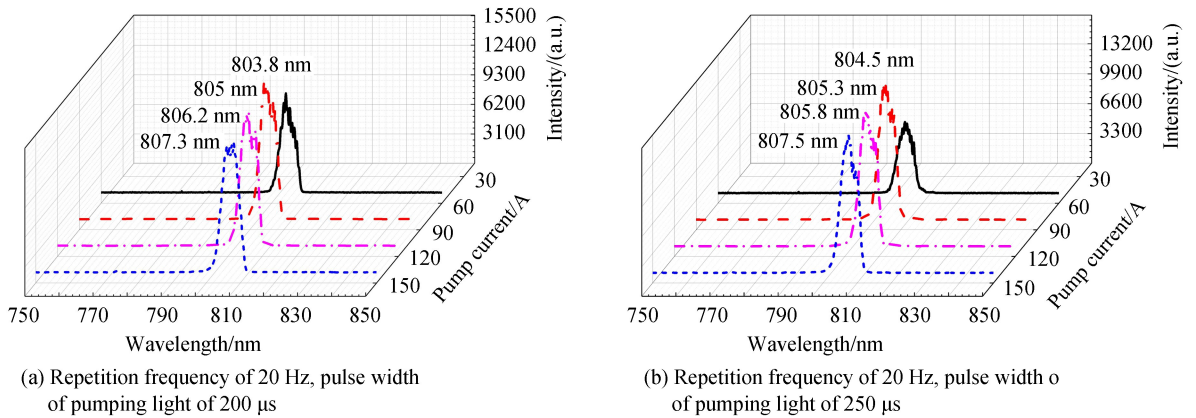 15500
12400
9300
6200
3100
Intensity/(a.u.)
803.8 nm
805 nm
806.2 nm
807.3 nm
30
60
90
120
150
Pump current/A
750 770 790 810 830 850
Wavelength/nm
(a) Repetition frequency of 20 Hz, pulse width
of pumping light of 200 μs
13200
9900
6600
3300
Intensity/(a.u.)
804.5 nm
805.3 nm
805.8 nm
807.5 nm
30
60
90
120
150
Pump current/A
750 770 790 810 830 850
Wavelength/nm
(b) Repetition frequency of 20 Hz, pulse width o
of pumping light of 250 μs